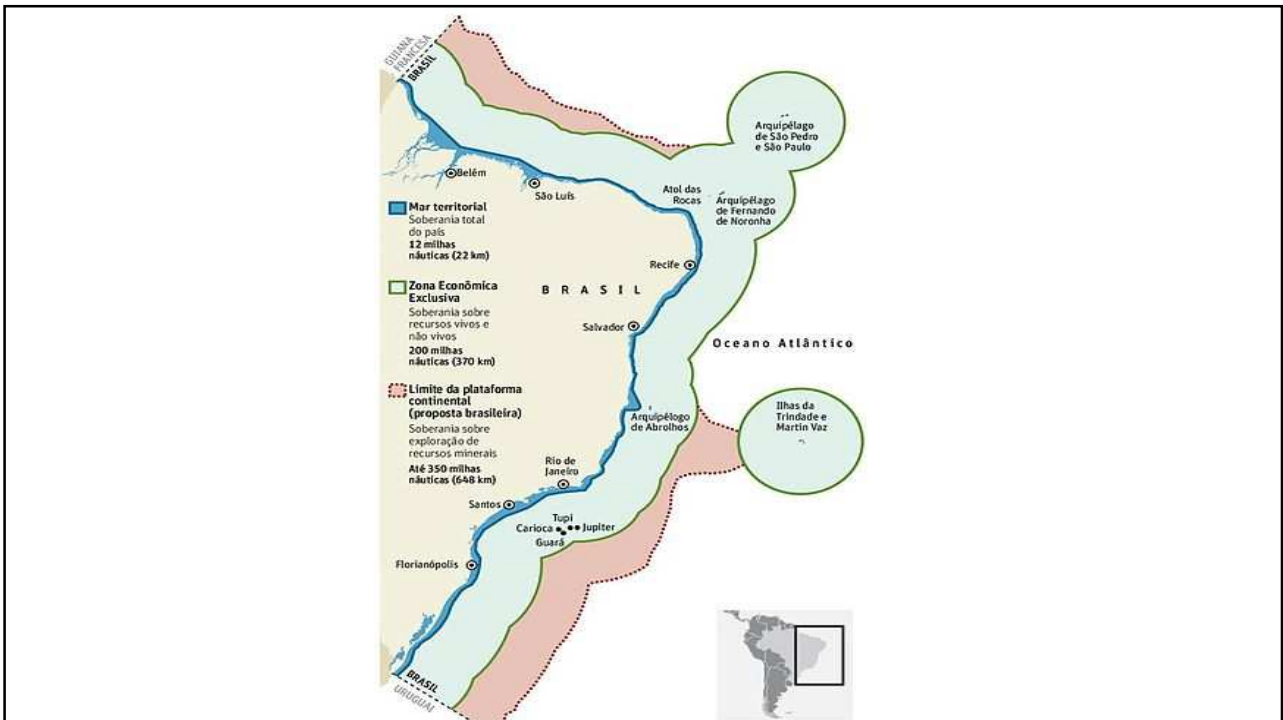 GUIANA
FRANCESA
BRASIL
Arquipélago
de São Pedro
e São Paulo
Belém
São Luís
Atol das
Rocas
Arquipélago
de Fernando
de Noronha
Mar territorial
Soberania total
do país
12 milhas
náuticas (22 km)
Recife
BRASIL
Zona Econômica
Exclusiva
Soberania sobre
recursos vivos e
não vivos
200 milhas
náuticas (370 km)
Salvador
Oceano Atlântico
Limite da plataforma
continental
(proposta brasileira)
Soberania sobre
exploração de
recursos minerais
Até 350 milhas
náuticas (648 km)
Arquipélogo
de Abrolhos
Ilhas da
Trindade e
Martin Vaz
Rio de
Janeiro
Santos
Tupi
Carioca
Jupiter
Guará
Florianópolis
BRASIL
URUGUAI